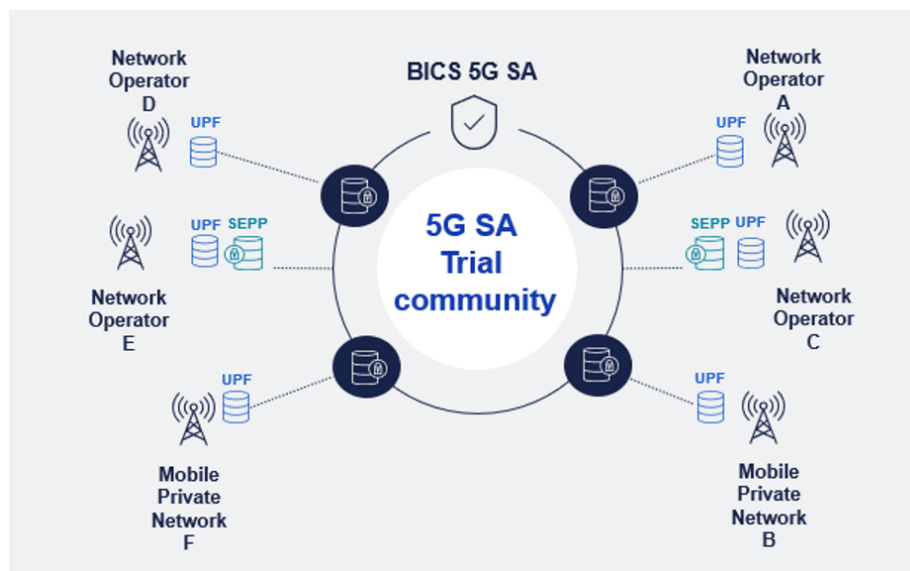 BICS 5G SA
Network
Operator
D
UPF
Network
Operator
A
UPF
UPF SEPP
Network
Operator
E
5G SA
Trial
community
SEPP UPF
Network
Operator
C
UPF
Mobile
Private
Network
F
UPF
Mobile
Private
Network
B